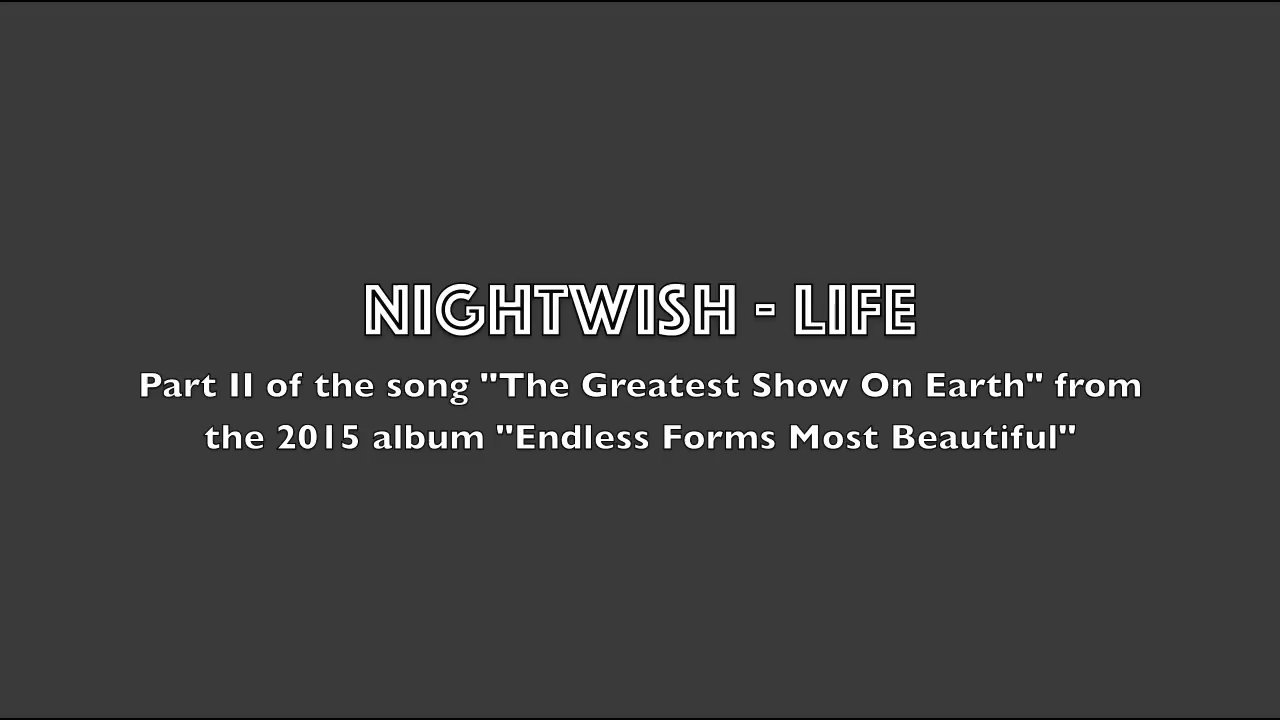 NIGHTWISH - LIFE
Part II of the song "The Greatest Show On Earth" from
the 2015 album "Endless Forms Most Beautiful"